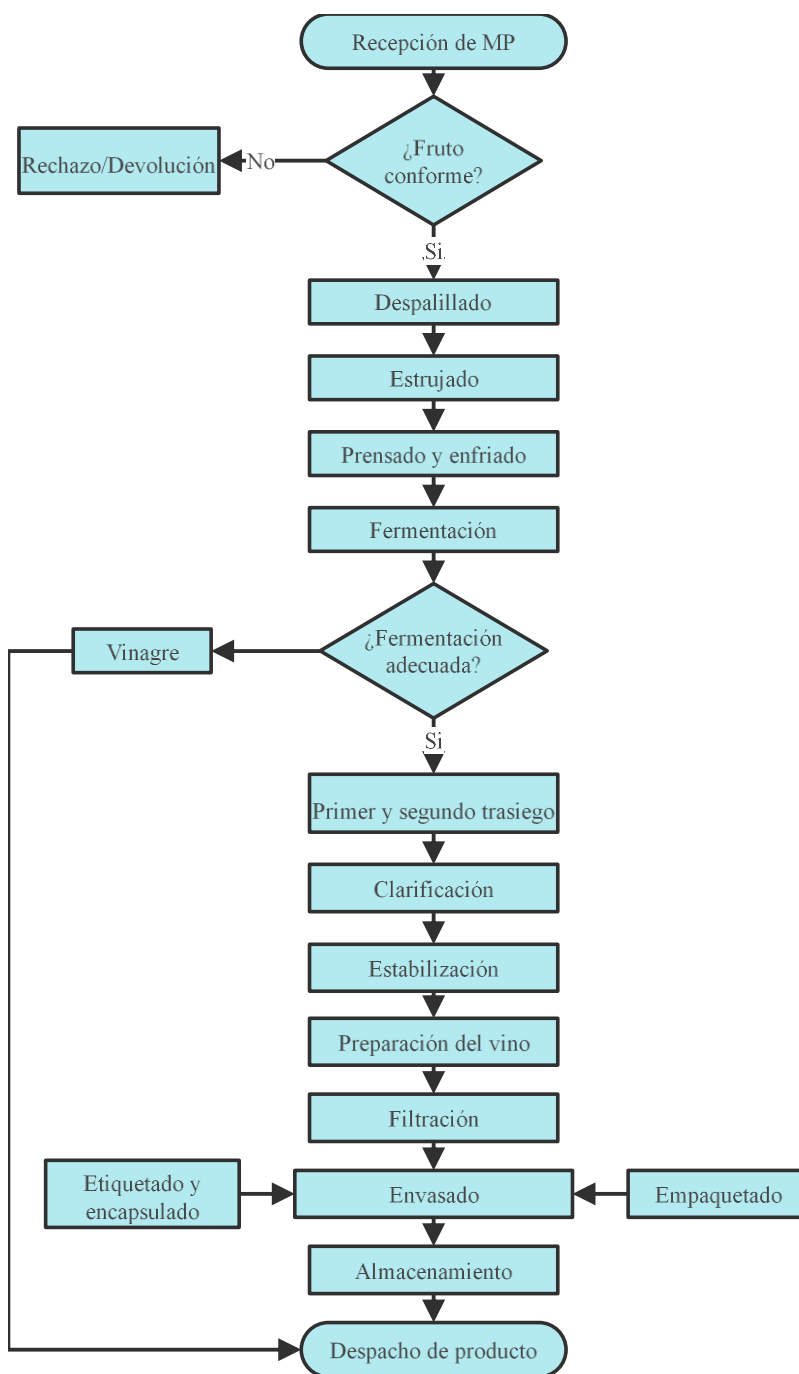 Recepción de MP
¿Fruto
conforme?
No
Rechazo/Devolución
Si
Despalillado
Estrujado
Prensado y enfriado
Fermentación
¿Fermentación
adecuada?
Vinagre
Si
Primer y segundo trasiego
Clarificación
Estabilización
Preparación del vino
Filtración
Etiquetado y
encapsulado
Envasado
Empaquetado
Almacenamiento
Despacho de producto